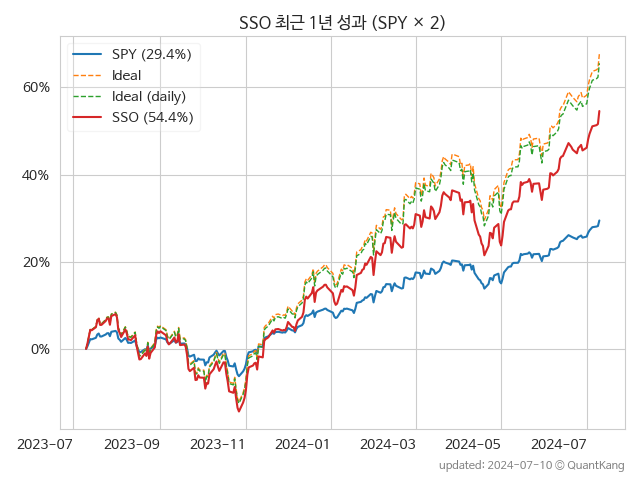 SSO 최근 1년 성과 (SPY × 2)
SPY (29.4%)
Ideal
Ideal (daily)
SSO (54.4%)
60%
40%
20%
0%
2023-07 2023-09 2023-11 2024-01 2024-03 2024-05 2024-07
updated: 2024-07-10 © QuantKang